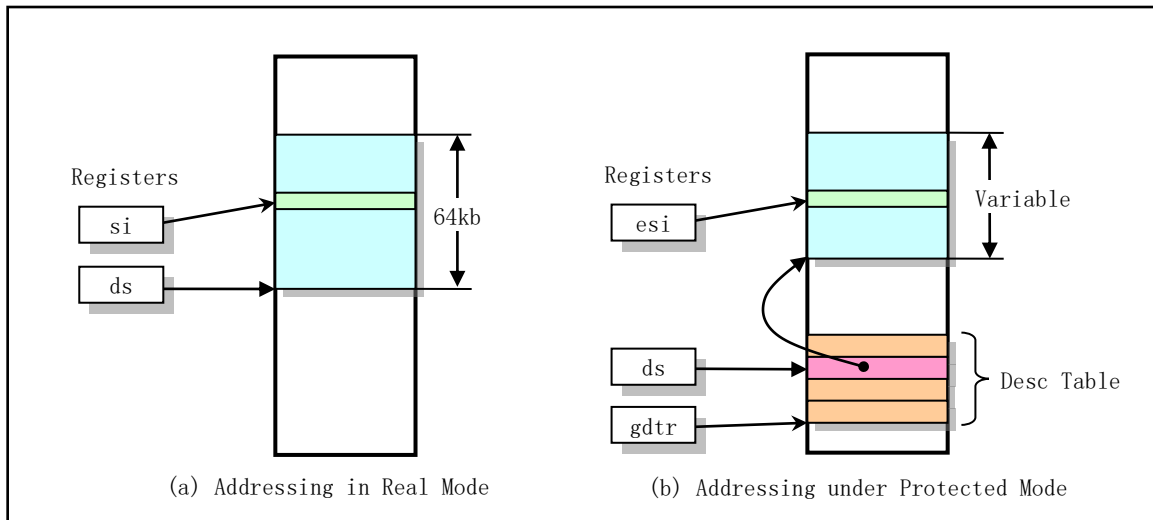 Registers
si
ds
64kb
(a) Addressing in Real Mode
Registers
esi
Variable
ds
gdtr
Desc Table
(b) Addressing under Protected Mode